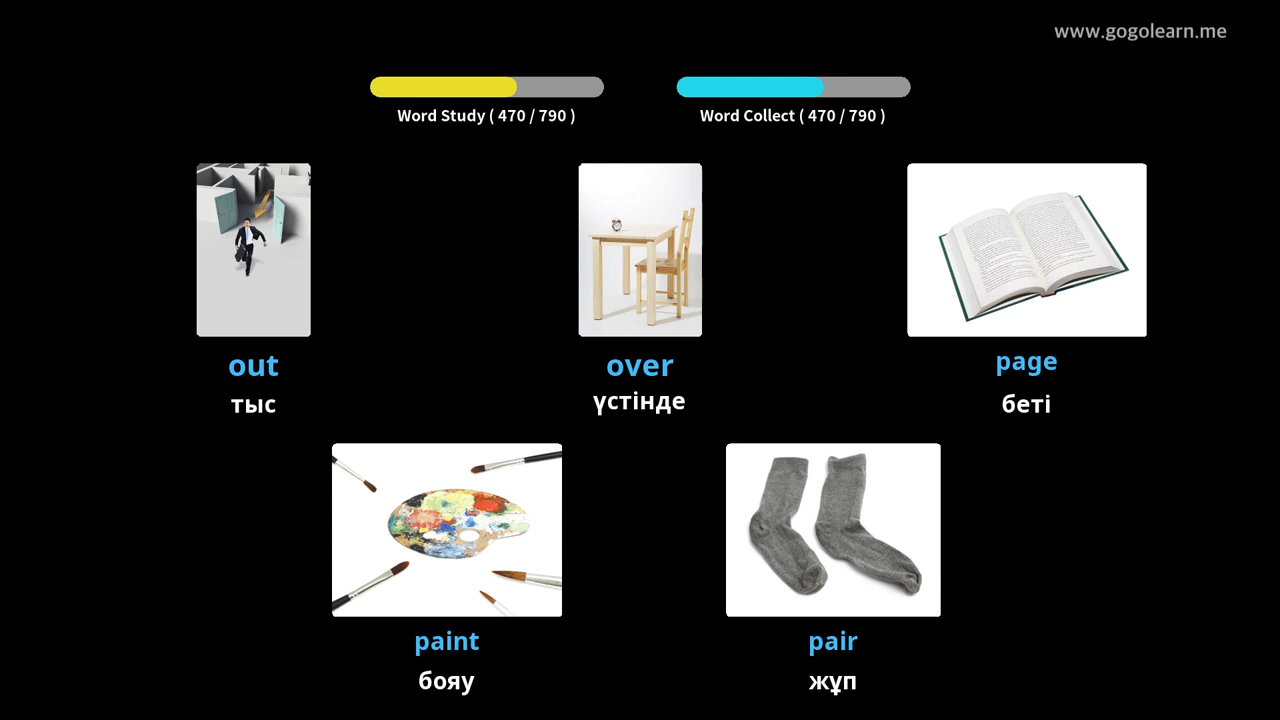 www.gogolearn.me
Word Study ( 470 / 790 )
Word Collect ( 470 / 790 )
out
тыс
over
үстінде
page
беті
paint
бояу
pair
жұп